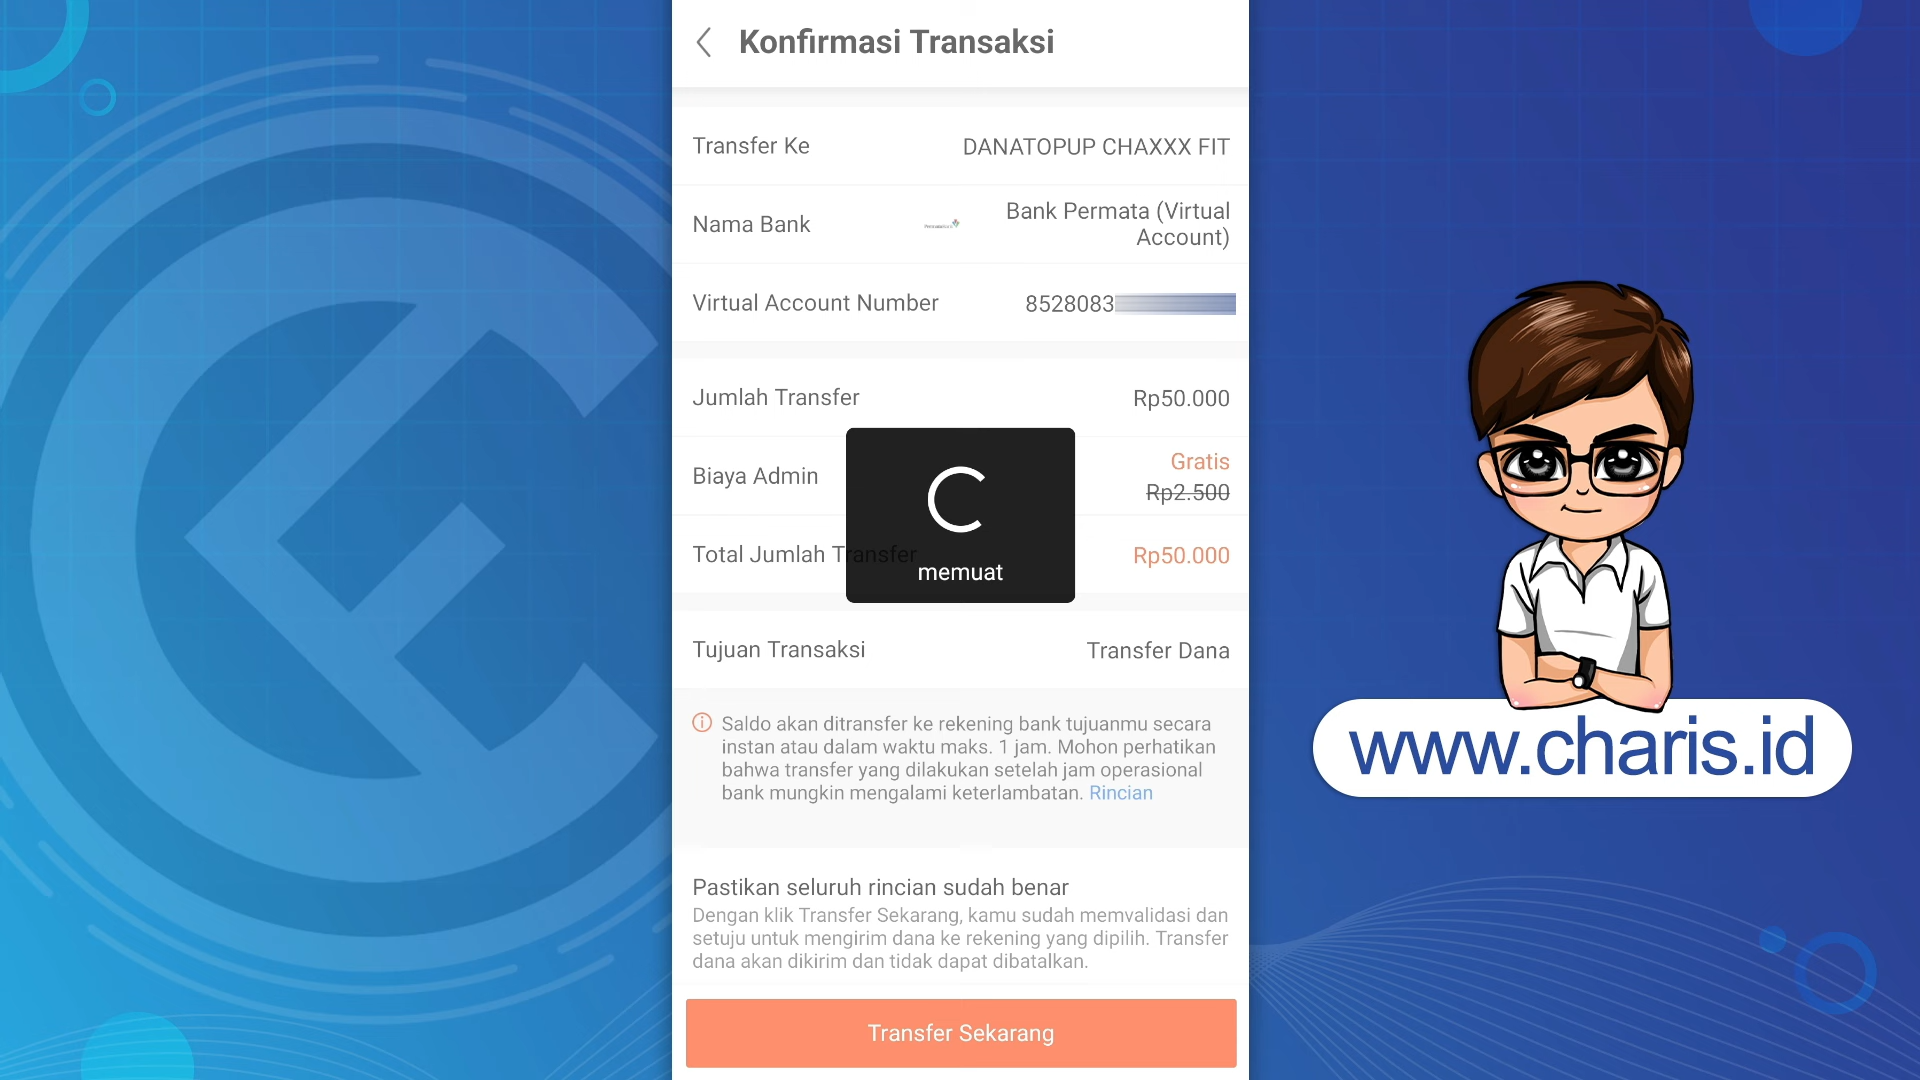 Konfirmasi Transaksi
Transfer Ke
DANATOPUP CHAXXX FIT
Nama Bank
Bank Permata (Virtual
Account)
Virtual Account Number
8528083
Jumlah Transfer
Rp50.000
Biaya Admin
Gratis
Rp2.500
Total Jumlah Transfer
Rp50.000
memuat
Tujuan Transaksi
Transfer Dana
Saldo akan ditransfer ke rekening bank tujuanmu secara
instan atau dalam waktu maks. 1 jam. Mohon perhatikan
bahwa transfer yang dilakukan setelah jam operasional
bank mungkin mengalami keterlambatan. Rincian
Pastikan seluruh rincian sudah benar
Dengan klik Transfer Sekarang, kamu sudah memvalidasi dan
setuju untuk mengirim dana ke rekening yang dipilih. Transfer
dana akan dikirim dan tidak dapat dibatalkan.
Transfer Sekarang
www.charis.id